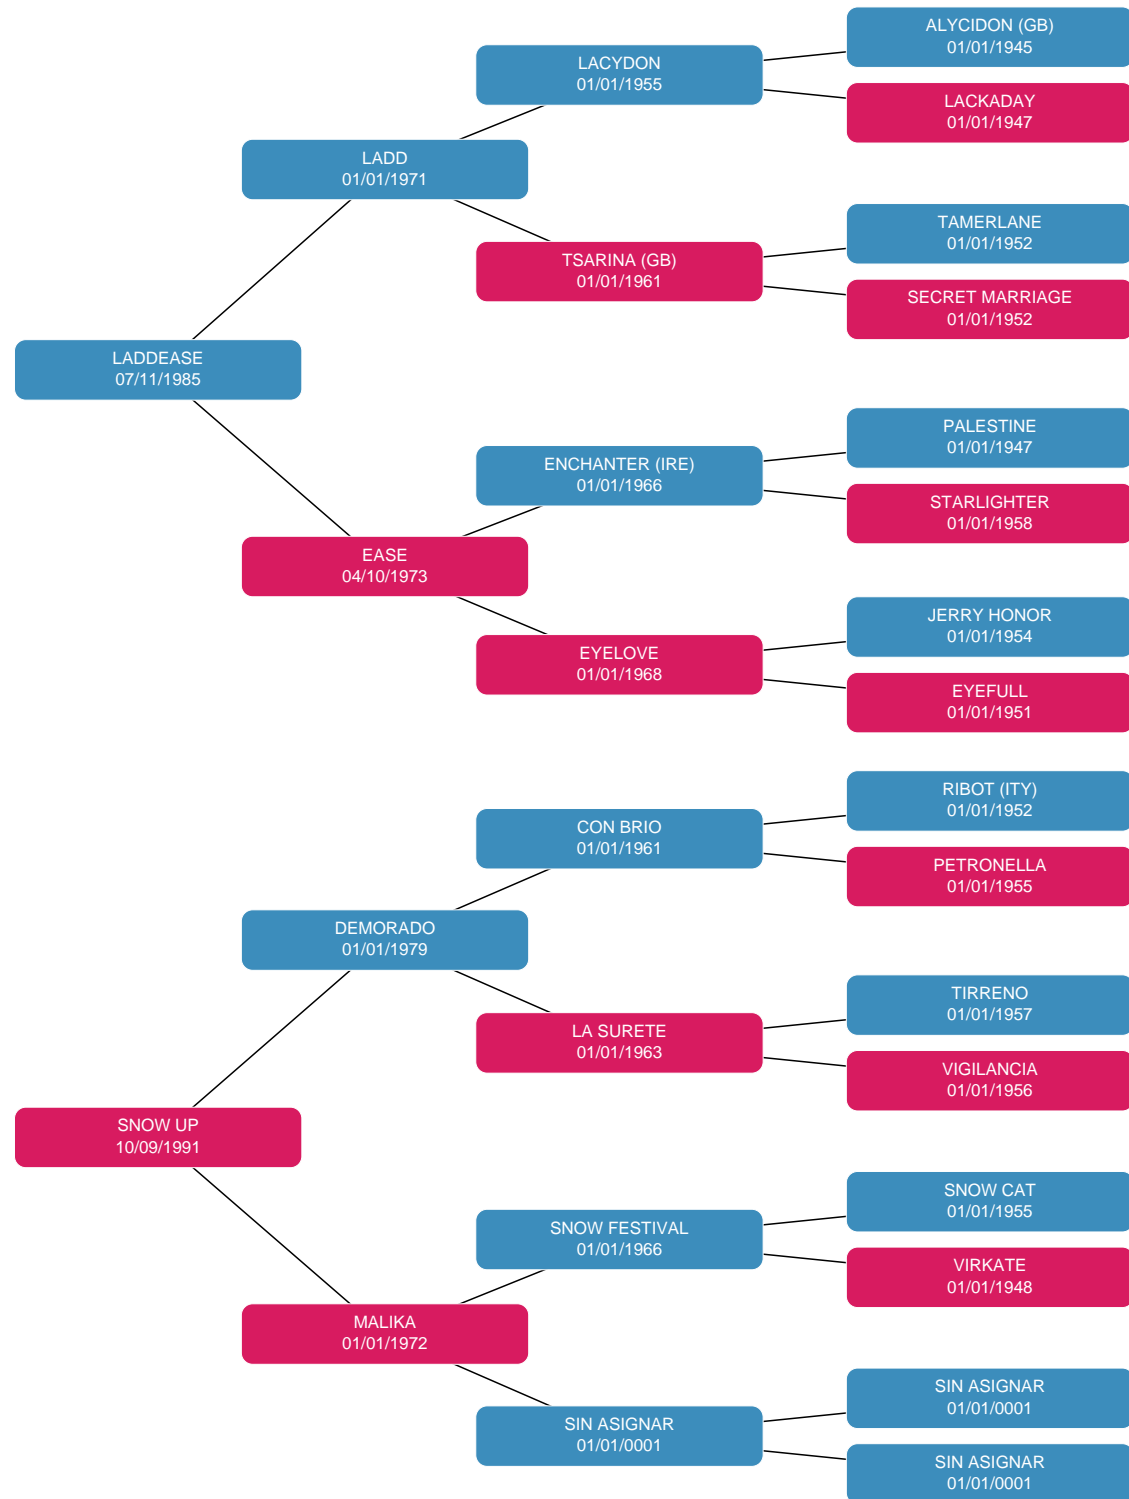 ALYCIDON (GB)
01/01/1945
LACYDON
01/01/1955
LACKADAY
01/01/1947
LADD
01/01/1971
TAMERLANE
01/01/1952
TSARINA (GB)
01/01/1961
SECRET MARRIAGE
01/01/1952
LADDEASE
07/11/1985
PALESTINE
01/01/1947
ENCHANTER (IRE)
01/01/1966
STARLIGHTER
01/01/1958
EASE
04/10/1973
JERRY HONOR
01/01/1954
EYELOVE
01/01/1968
EYEFULL
01/01/1951
RIBOT (ITY)
01/01/1952
CON BRIO
01/01/1961
PETRONELLA
01/01/1955
DEMORADO
01/01/1979
TIRRENO
01/01/1957
LA SURETE
01/01/1963
VIGILANCIA
01/01/1956
SNOW UP
10/09/1991
SNOW CAT
01/01/1955
SNOW FESTIVAL
01/01/1966
VIRKATE
01/01/1948
MALIKA
01/01/1972
SIN ASIGNAR
01/01/0001
SIN ASIGNAR
01/01/0001
SIN ASIGNAR
01/01/0001